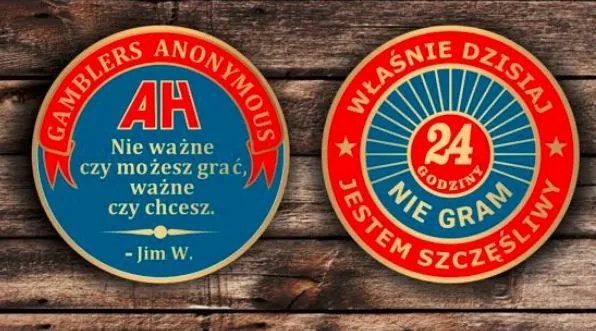 GAMBLERS ANONYMOUS
AH
Nie ważne
czy możesz grać,
ważne
czy chcesz.
- Jim W.
WŁAŚNIE DZISIAJ
24
GODZINY
NIE GRAM
JESTEM SZCZĘŚLIWY